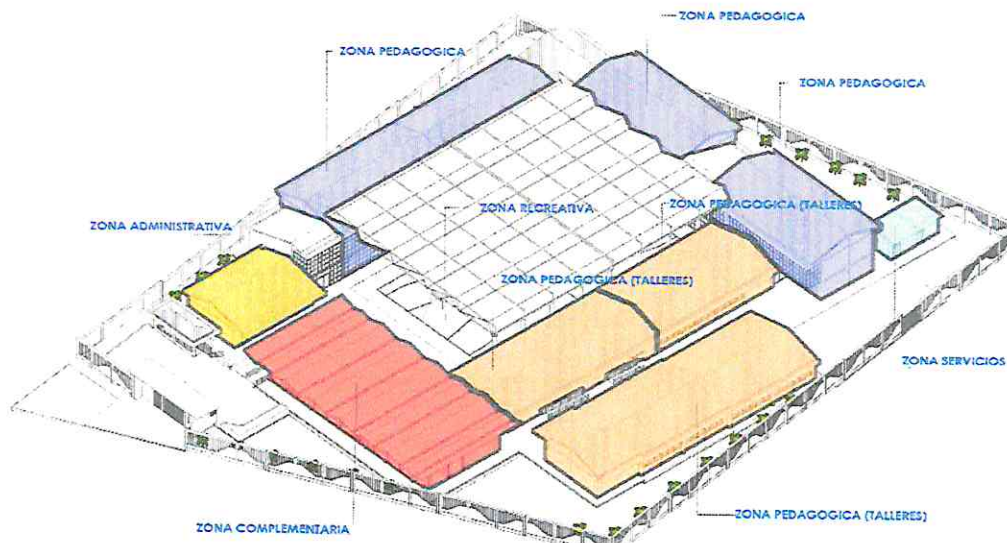 ZONA PEDAGOGICA
ZONA PEDAGOGICA
ZONA PEDAGOGICA
ZONA PEDAGOGICA (TALLERES)
ZONA RECREATIVA
ZONA ADMINISTRATIVA
ZONA PEDAGOGICA (TALLERES)
ZONA SERVICIOS
ZONA PEDAGOGICA (TALLERES)
ZONA COMPLEMENTARIA